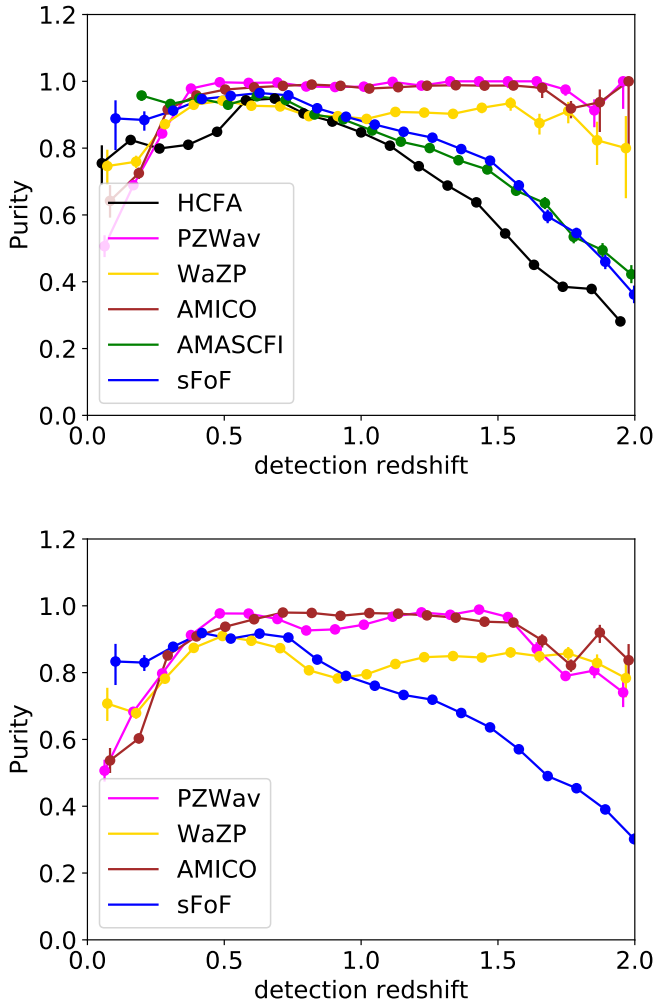 1.2
1.0
0.8
0.6
0.4
0.2
0.0
Purity
HCFA
PZWav
WaZP
AMICO
AMASCFI
sFoF
0.0 0.5 1.0 1.5 2.0
detection redshift
1.2
1.0
0.8
0.6
0.4
0.2
0.0
Purity
PZWav
WaZP
AMICO
sFoF
0.0 0.5 1.0 1.5 2.0
detection redshift